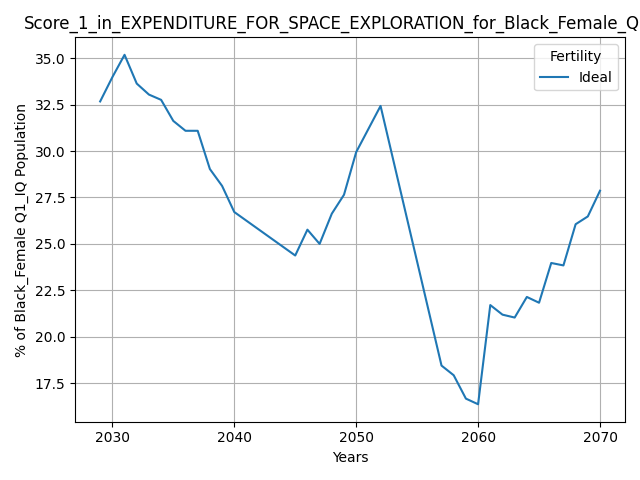 Score_1_in_EXPENDITURE_FOR_SPACE_EXPLORATION_for_Black_Female_Q
Fertility
Ideal
35.0
32.5
30.0
27.5
25.0
22.5
20.0
17.5
% of Black_Female Q1_IQ Population
2030 2040 2050 2060 2070
Years